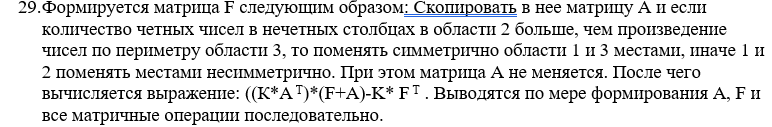 29.Формируется матрица F следующим образом: Скопировать в нее матрицу А и если
количество четных чисел в нечетных столбцах в области 2 больше, чем произведение
чисел по периметру области 3, то поменять симметрично области 1 и 3 местами, иначе 1 и
2 поменять местами несимметрично. При этом матрица А не меняется. После чего
вычисляется выражение: ((К*A Т)*(F+A)-K* F Т . Выводятся по мере формирования А, F и
все матричные операции последовательно.